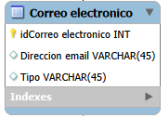 Correo electronico
idCorreo electronico INT
Direccion email VARCHAR(45)
Tipo VARCHAR(45)
Indexes